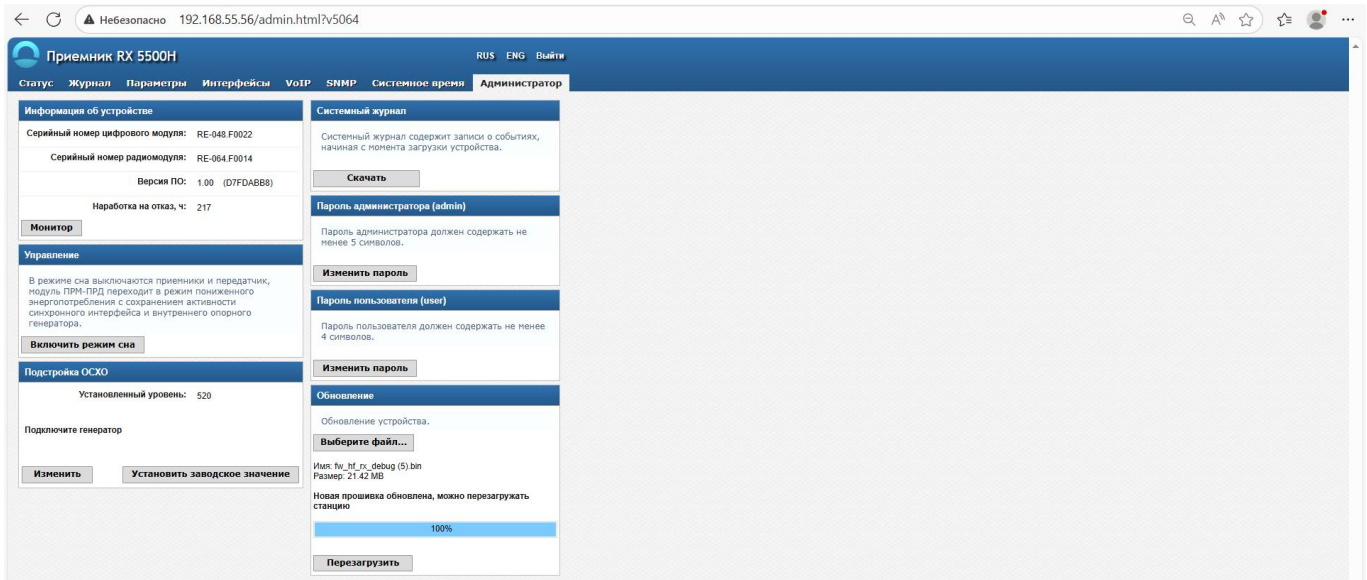 Небезопасно 192.168.55.56/admin.html?v5064
Приемник RX 5500H
RUS ENG Выйти
Статус Журнал Параметры Интерфейсы VoIP SNMP Системное время Администратор
Информация об устройстве
Серийный номер цифрового модуля: RE-048.F0022
Серийный номер радиомодуля: RE-064.F0014
Версия ПО: 1.00 (D7FDABB8)
Наработка на отказ, ч: 217
Монитор
Управление
В режиме сна выключаются приемники и передатчик,
модуль ПРМ-ПРД переходит в режим пониженного
энергопотребления с сохранением активности
синхронного интерфейса и внутреннего опорного
генератора.
Включить режим сна
Подстройка OCXO
Установленный уровень: 520
Подключите генератор
Изменить Установить заводское значение
Системный журнал
Системный журнал содержит записи о событиях,
начиная с момента загрузки устройства.
Скачать
Пароль администратора (admin)
Пароль администратора должен содержать не
менее 5 символов.
Изменить пароль
Пароль пользователя (user)
Пароль пользователя должен содержать не менее
4 символов.
Изменить пароль
Обновление
Обновление устройства.
Выберите файл...
Имя: fw_hf_rx_debug (5).bin
Размер: 21.42 MB
Новая прошивка обновлена, можно перезагружать
станцию
100%
Перезагрузить